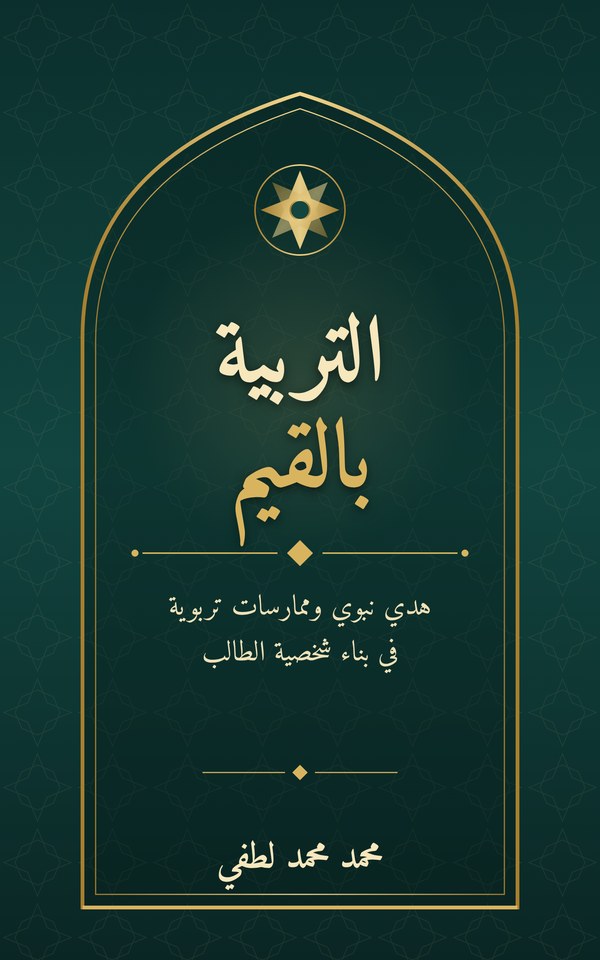 التربية
بالقيم
هدي نبوي وممارسات تربوية
في بناء شخصية الطالب
محمد محمد لطفي